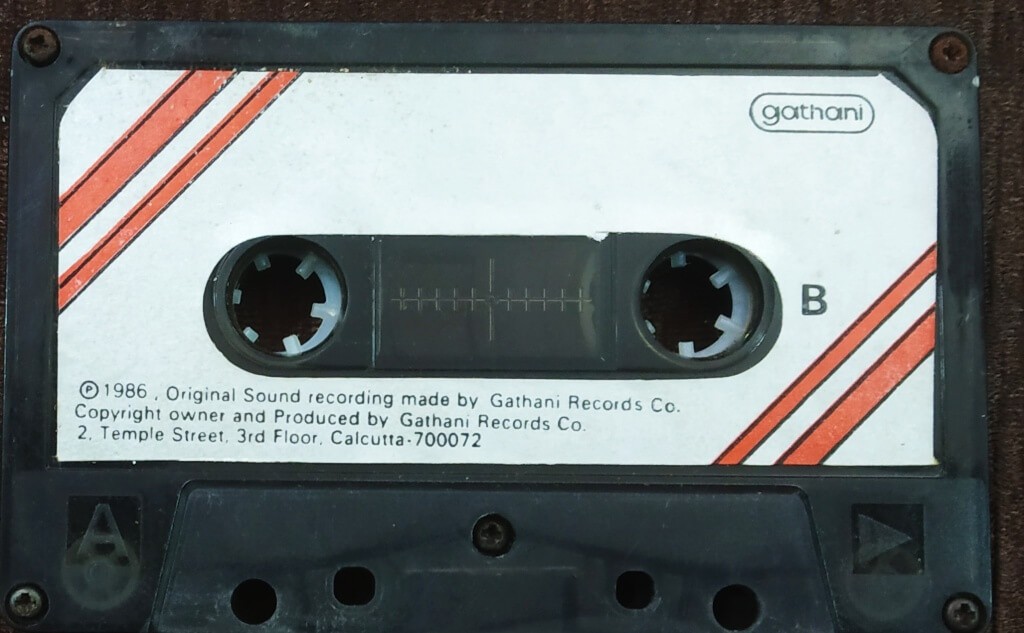 gathani
B
Ⓟ 1986, Original Sound recording made by Gathani Records Co.
Copyright owner and Produced by Gathani Records Co.
2, Temple Street, 3rd Floor, Calcutta-700072
A